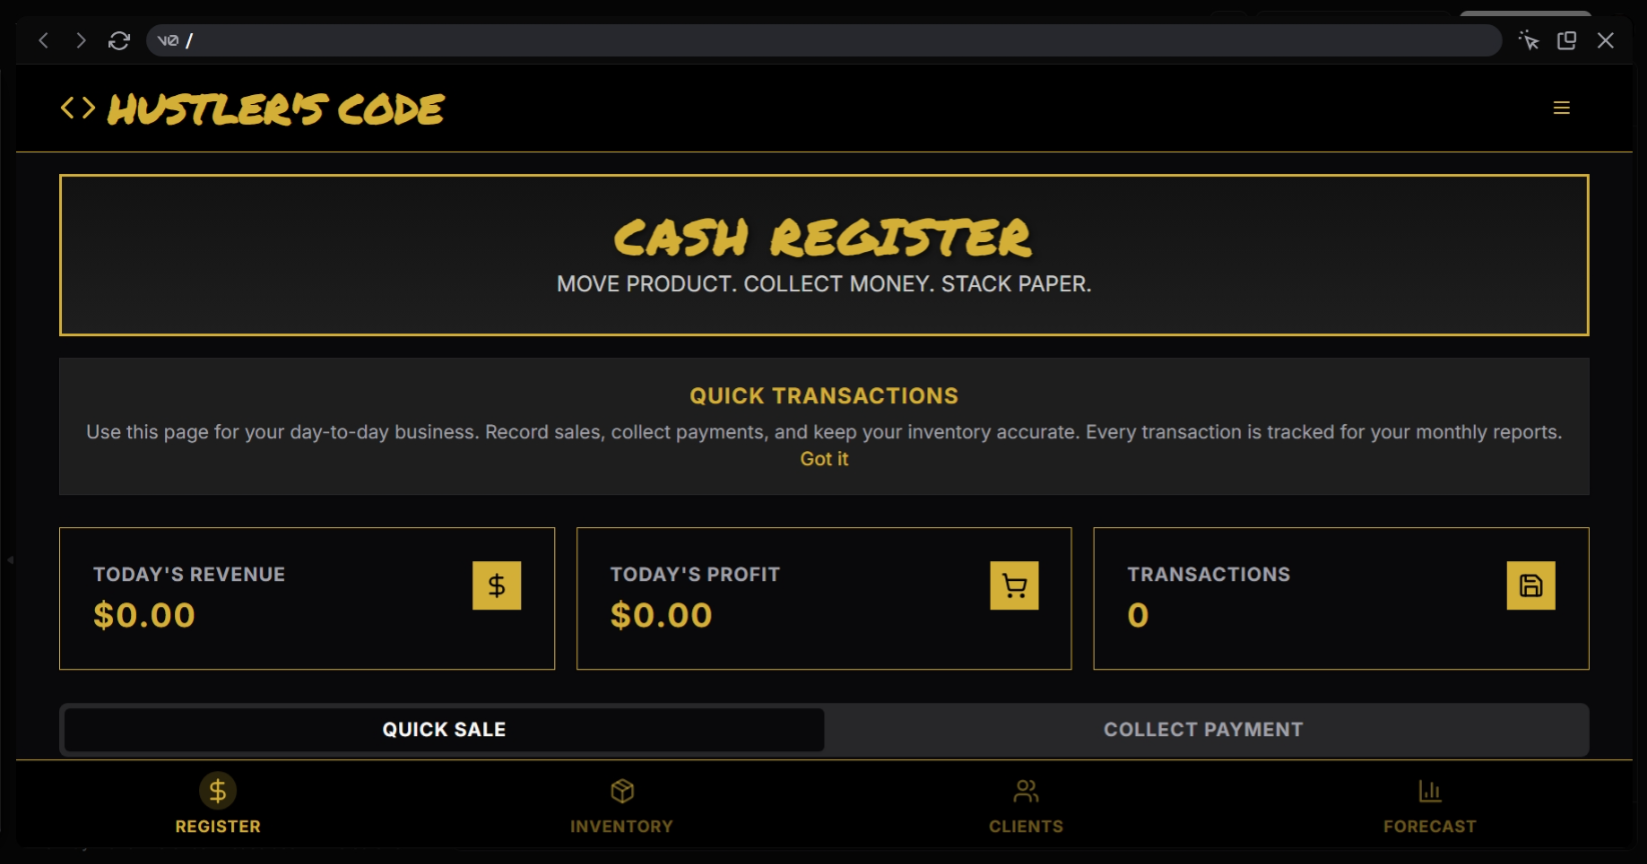 v0 /
HUSTLER'S CODE
CASH REGISTER
MOVE PRODUCT. COLLECT MONEY. STACK PAPER.
QUICK TRANSACTIONS
Use this page for your day-to-day business. Record sales, collect payments, and keep your inventory accurate. Every transaction is tracked for your monthly reports.
Got it
TODAY'S REVENUE
$0.00
TODAY'S PROFIT
$0.00
TRANSACTIONS
0
QUICK SALE
COLLECT PAYMENT
REGISTER
INVENTORY
CLIENTS
FORECAST